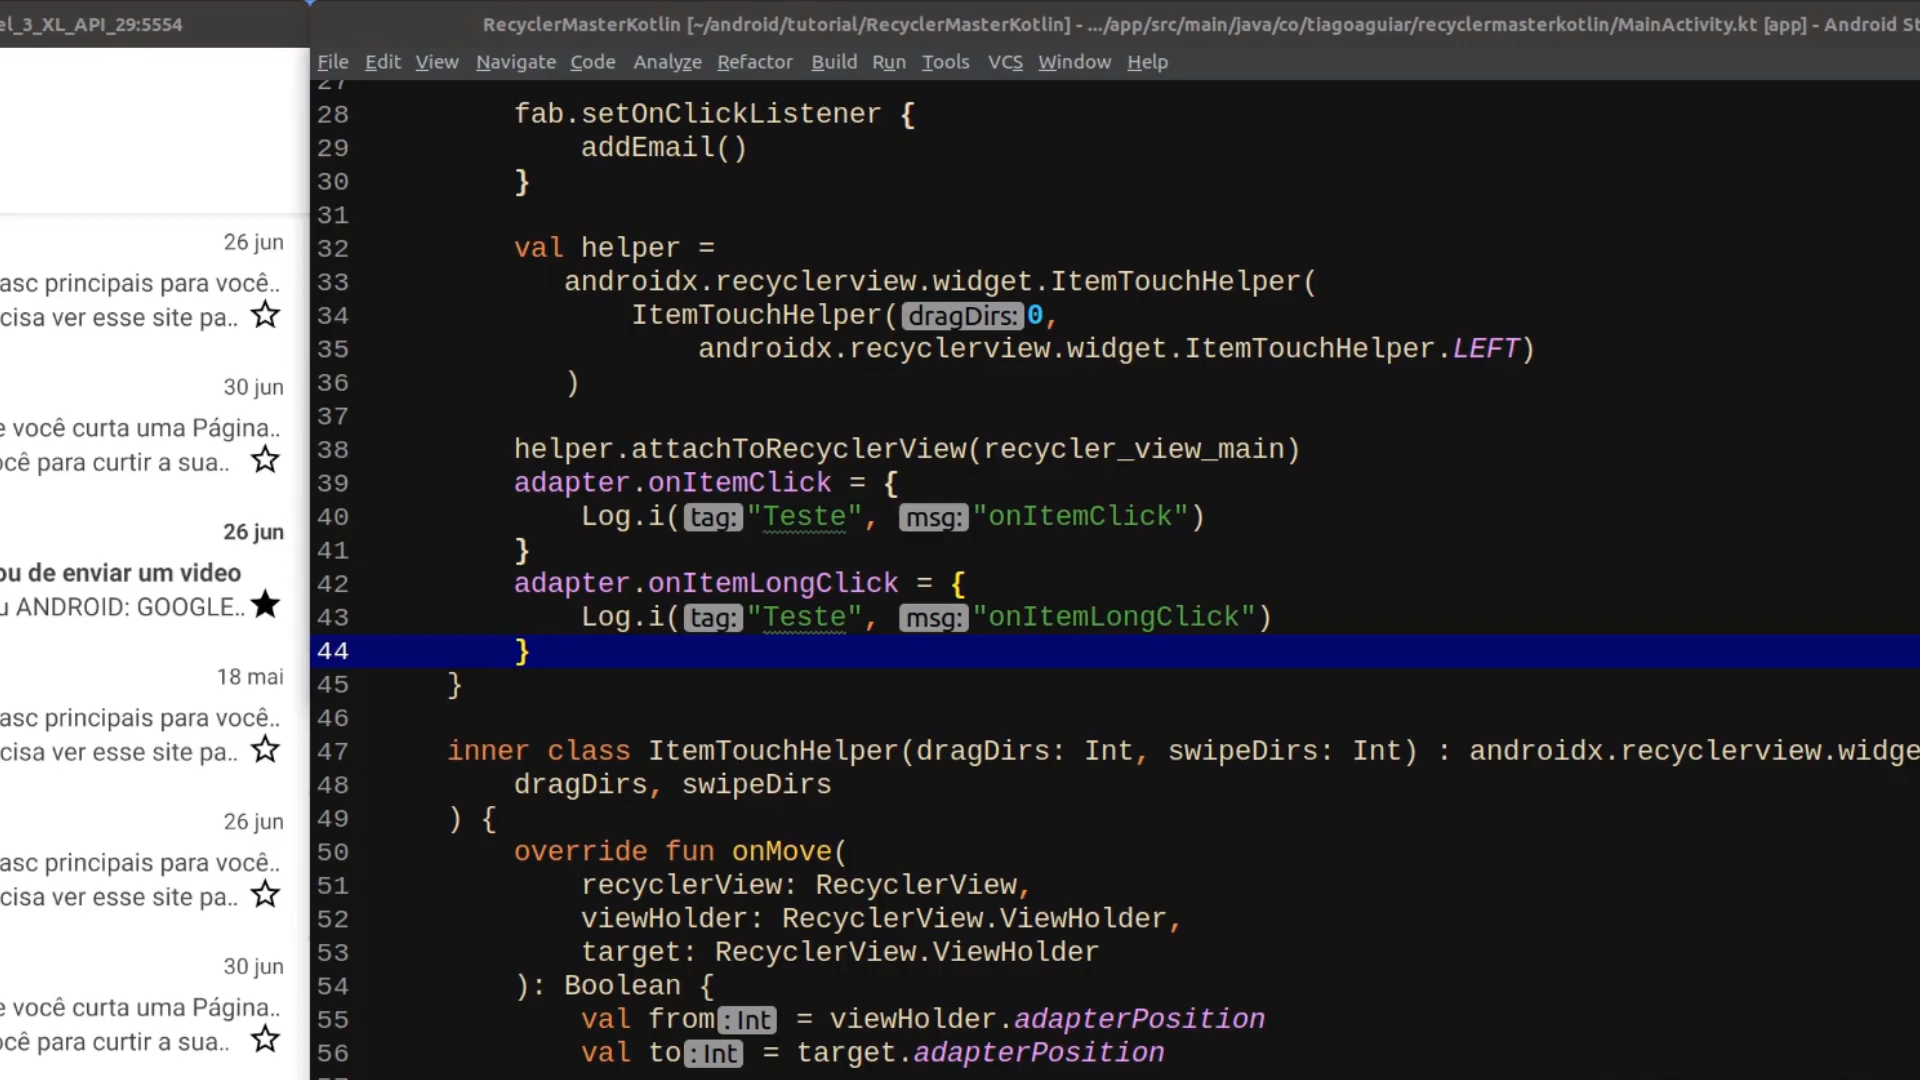 el_3_XL_API_29:5554
26 jun
asc principais para você..
cisa ver esse site pa..
30 jun
e você curta uma Página..
ocê para curtir a sua..
26 jun
ou de enviar um video
u ANDROID: GOOGLE..
18 mai
asc principais para você..
cisa ver esse site pa..
26 jun
asc principais para você..
cisa ver esse site pa..
30 jun
e você curta uma Página..
ocê para curtir a sua..
RecyclerMasterKotlin [~/android/tutorial/RecyclerMasterKotlin] - .../app/src/main/java/co/tiagoaguiar/recyclermasterkotlin/MainActivity.kt [app] - Android St
File Edit View Navigate Code Analyze Refactor Build Run Tools VCS Window Help
27
28 fab.setOnClickListener {
29 addEmail()
30 }
31
32 val helper =
33 androidx.recyclerview.widget.ItemTouchHelper(
34 ItemTouchHelper( dragDirs: 0,
35 androidx.recyclerview.widget.ItemTouchHelper.LEFT)
36 )
37
38 helper.attachToRecyclerView(recycler_view_main)
39 adapter.onItemClick = {
40 Log.i( tag: "Teste", msg: "onItemClick")
41 }
42 adapter.onItemLongClick = {
43 Log.i( tag: "Teste", msg: "onItemLongClick")
44 }
45 }
46
47 inner class ItemTouchHelper(dragDirs: Int, swipeDirs: Int) : androidx.recyclerview.widge
48 dragDirs, swipeDirs
49 ) {
50 override fun onMove(
51 recyclerView: RecyclerView,
52 viewHolder: RecyclerView.ViewHolder,
53 target: RecyclerView.ViewHolder
54 ): Boolean {
55 val from : Int = viewHolder.adapterPosition
56 val to : Int = target.adapterPosition